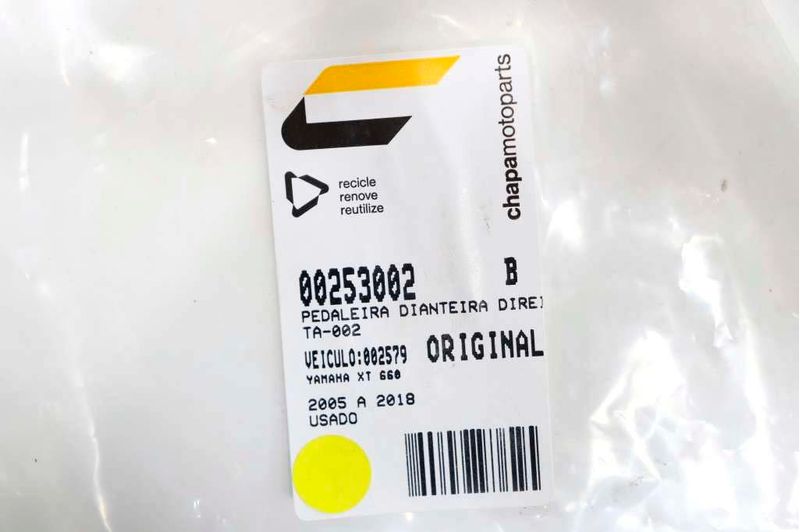 chapamotoparts
recicle
renove
reutilize
00253002 B
PEDALEIRA DIANTEIRA DIREI
TA-002
VEICULO:002579 ORIGINAL
YAMAHA XT 660
2005 A 2018
USADO